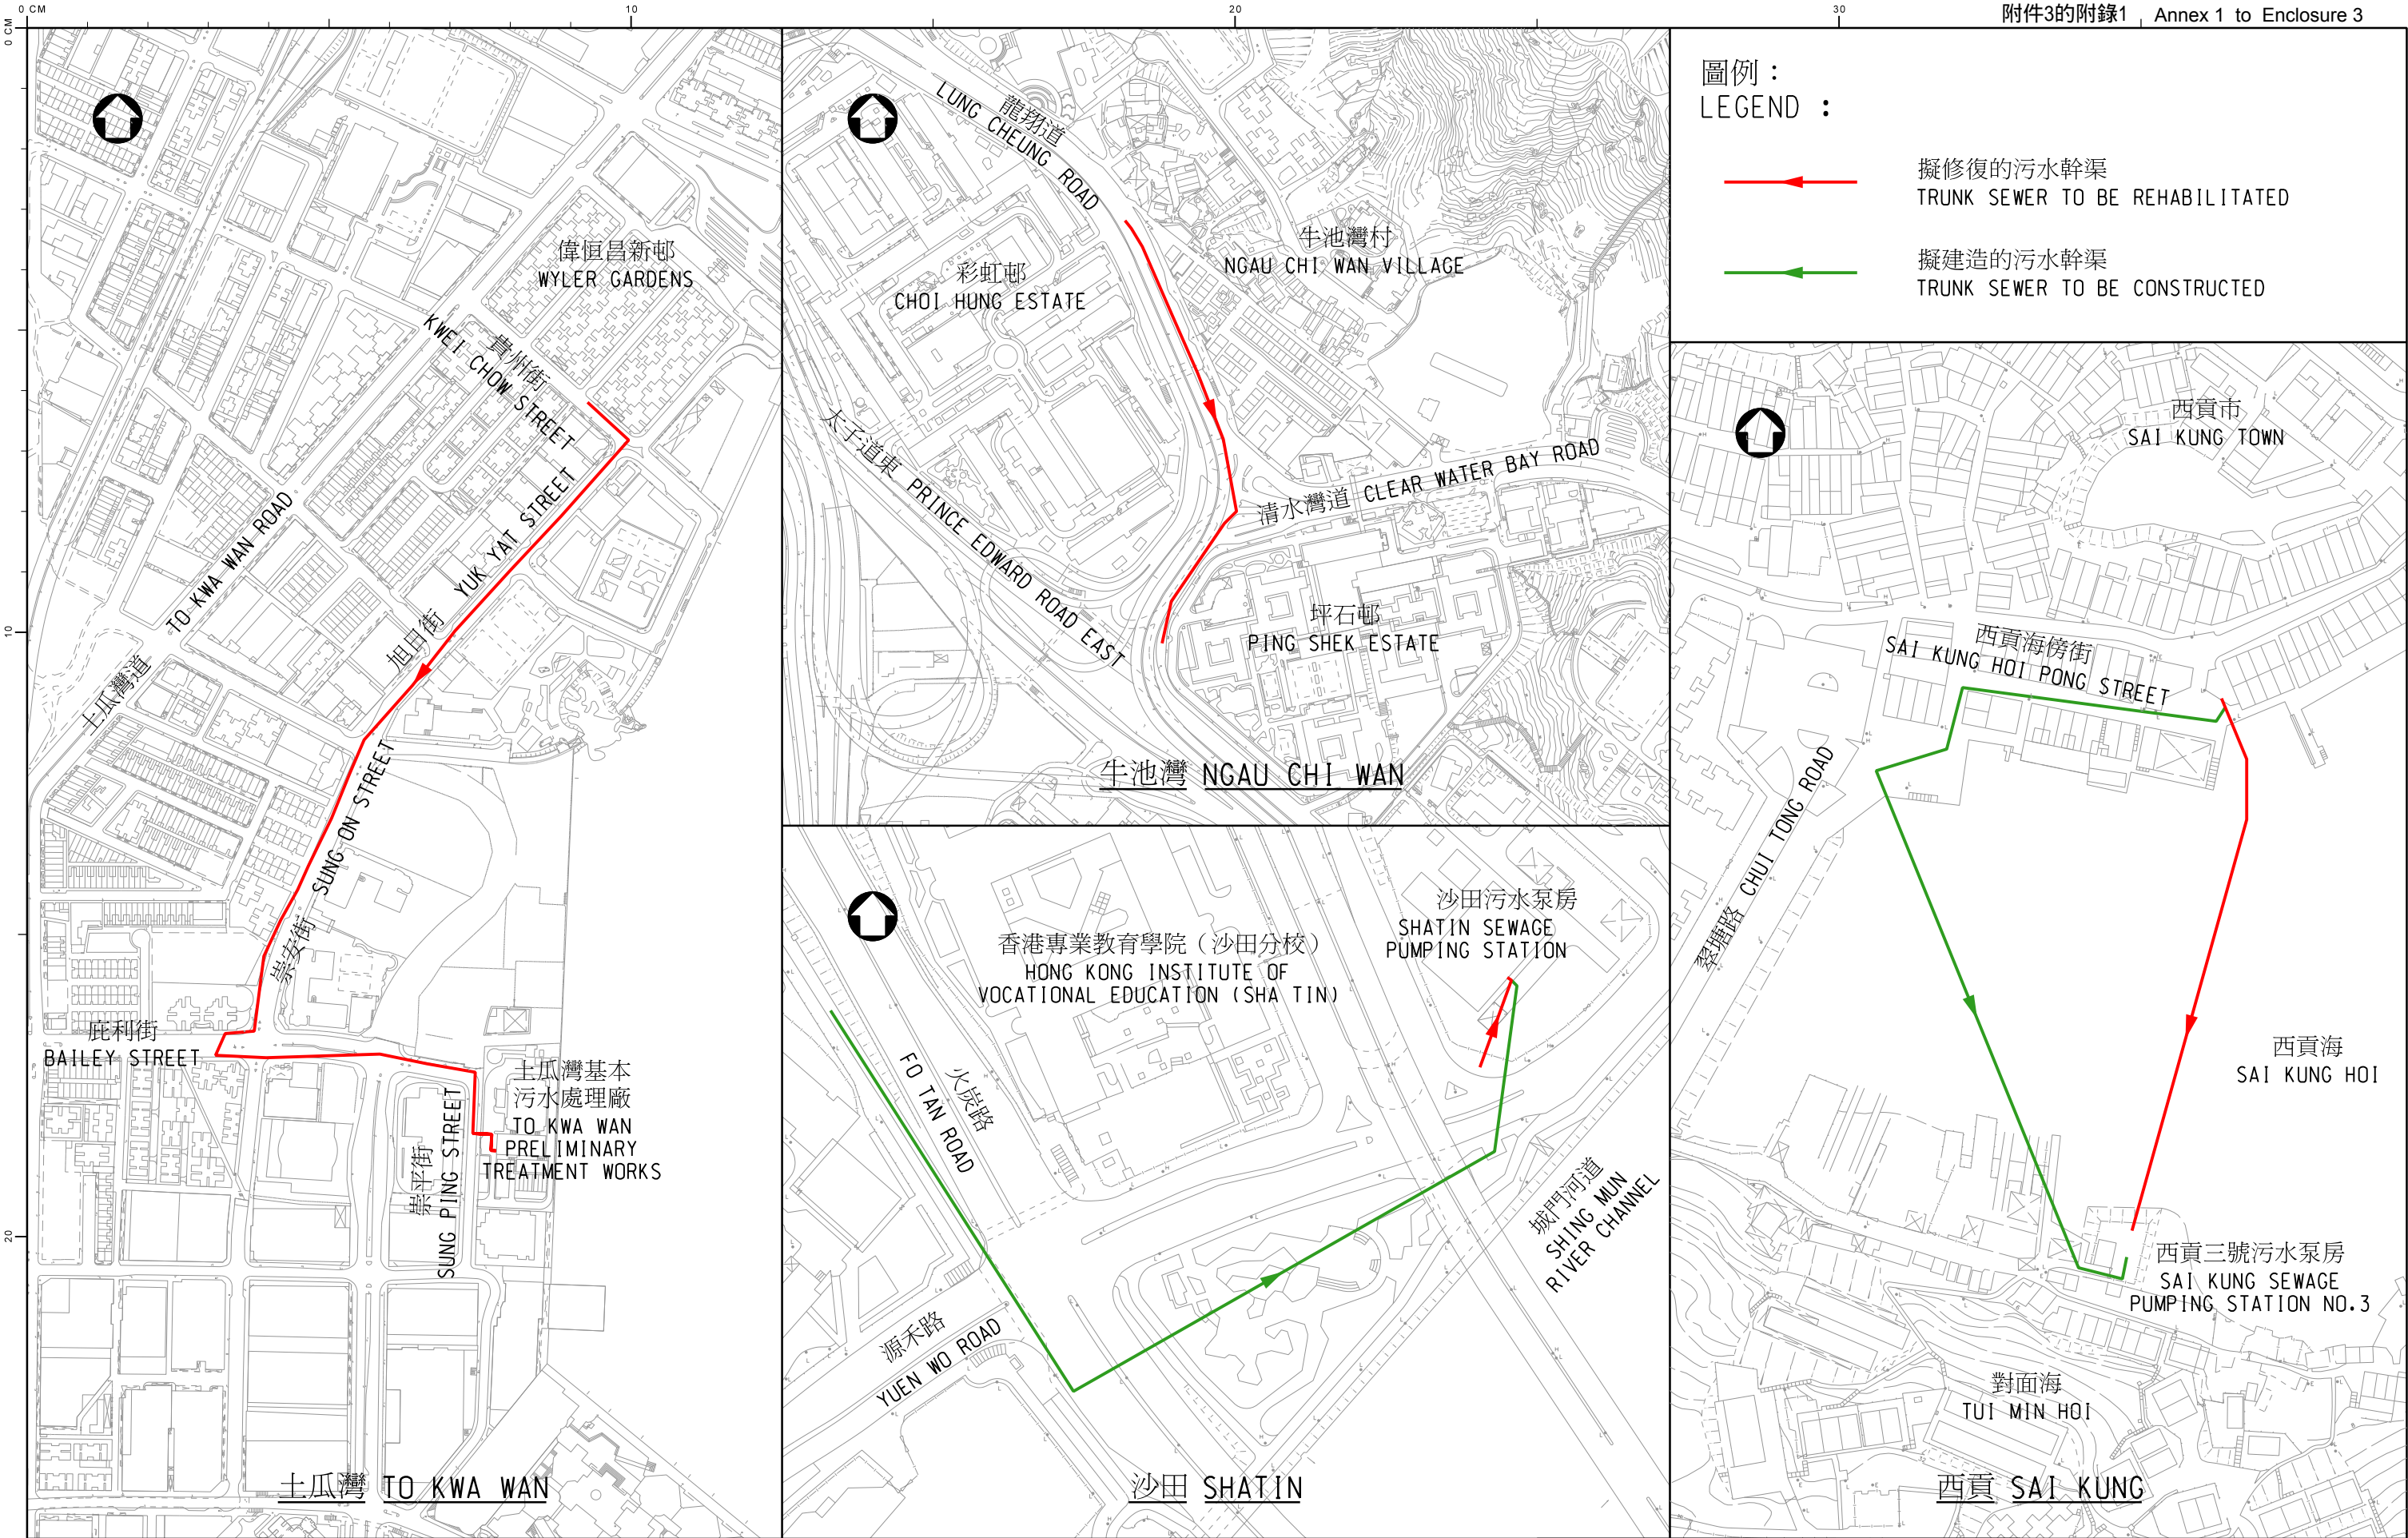 0 CM
10
20
30
附件3的附錄1 Annex 1 to Enclosure 3
0 CM
10
20
偉恒昌新邨
WYLER GARDENS
貴州街
KWEI CHOW STREET
TO KWA WAN ROAD
土瓜灣道
旭日街 YUK YAT STREET
SUNG ON STREET
崇安街
庇利街
BAILEY STREET
土瓜灣基本
污水處理廠
TO KWA WAN
PRELIMINARY
TREATMENT WORKS
崇平街
SUNG PING STREET
土瓜灣 TO KWA WAN
龍翔道
LUNG CHEUNG ROAD
牛池灣村
NGAU CHI WAN VILLAGE
彩虹邨
CHOI HUNG ESTATE
太子道東 PRINCE EDWARD ROAD EAST
清水灣道 CLEAR WATER BAY ROAD
坪石邨
PING SHEK ESTATE
牛池灣 NGAU CHI WAN
沙田污水泵房
SHATIN SEWAGE
PUMPING STATION
香港專業教育學院（沙田分校）
HONG KONG INSTITUTE OF
VOCATIONAL EDUCATION (SHA TIN)
火炭路
FO TAN ROAD
城門河道
SHING MUN
RIVER CHANNEL
源禾路
YUEN WO ROAD
沙田 SHATIN
圖例：
LEGEND :
擬修復的污水幹渠
TRUNK SEWER TO BE REHABILITATED
擬建造的污水幹渠
TRUNK SEWER TO BE CONSTRUCTED
西貢市
SAI KUNG TOWN
西貢海傍街
SAI KUNG HOI PONG STREET
翠塘路 CHUI TONG ROAD
西貢海
SAI KUNG HOI
西貢三號污水泵房
SAI KUNG SEWAGE
PUMPING STATION NO.3
對面海
TUI MIN HOI
西貢 SAI KUNG